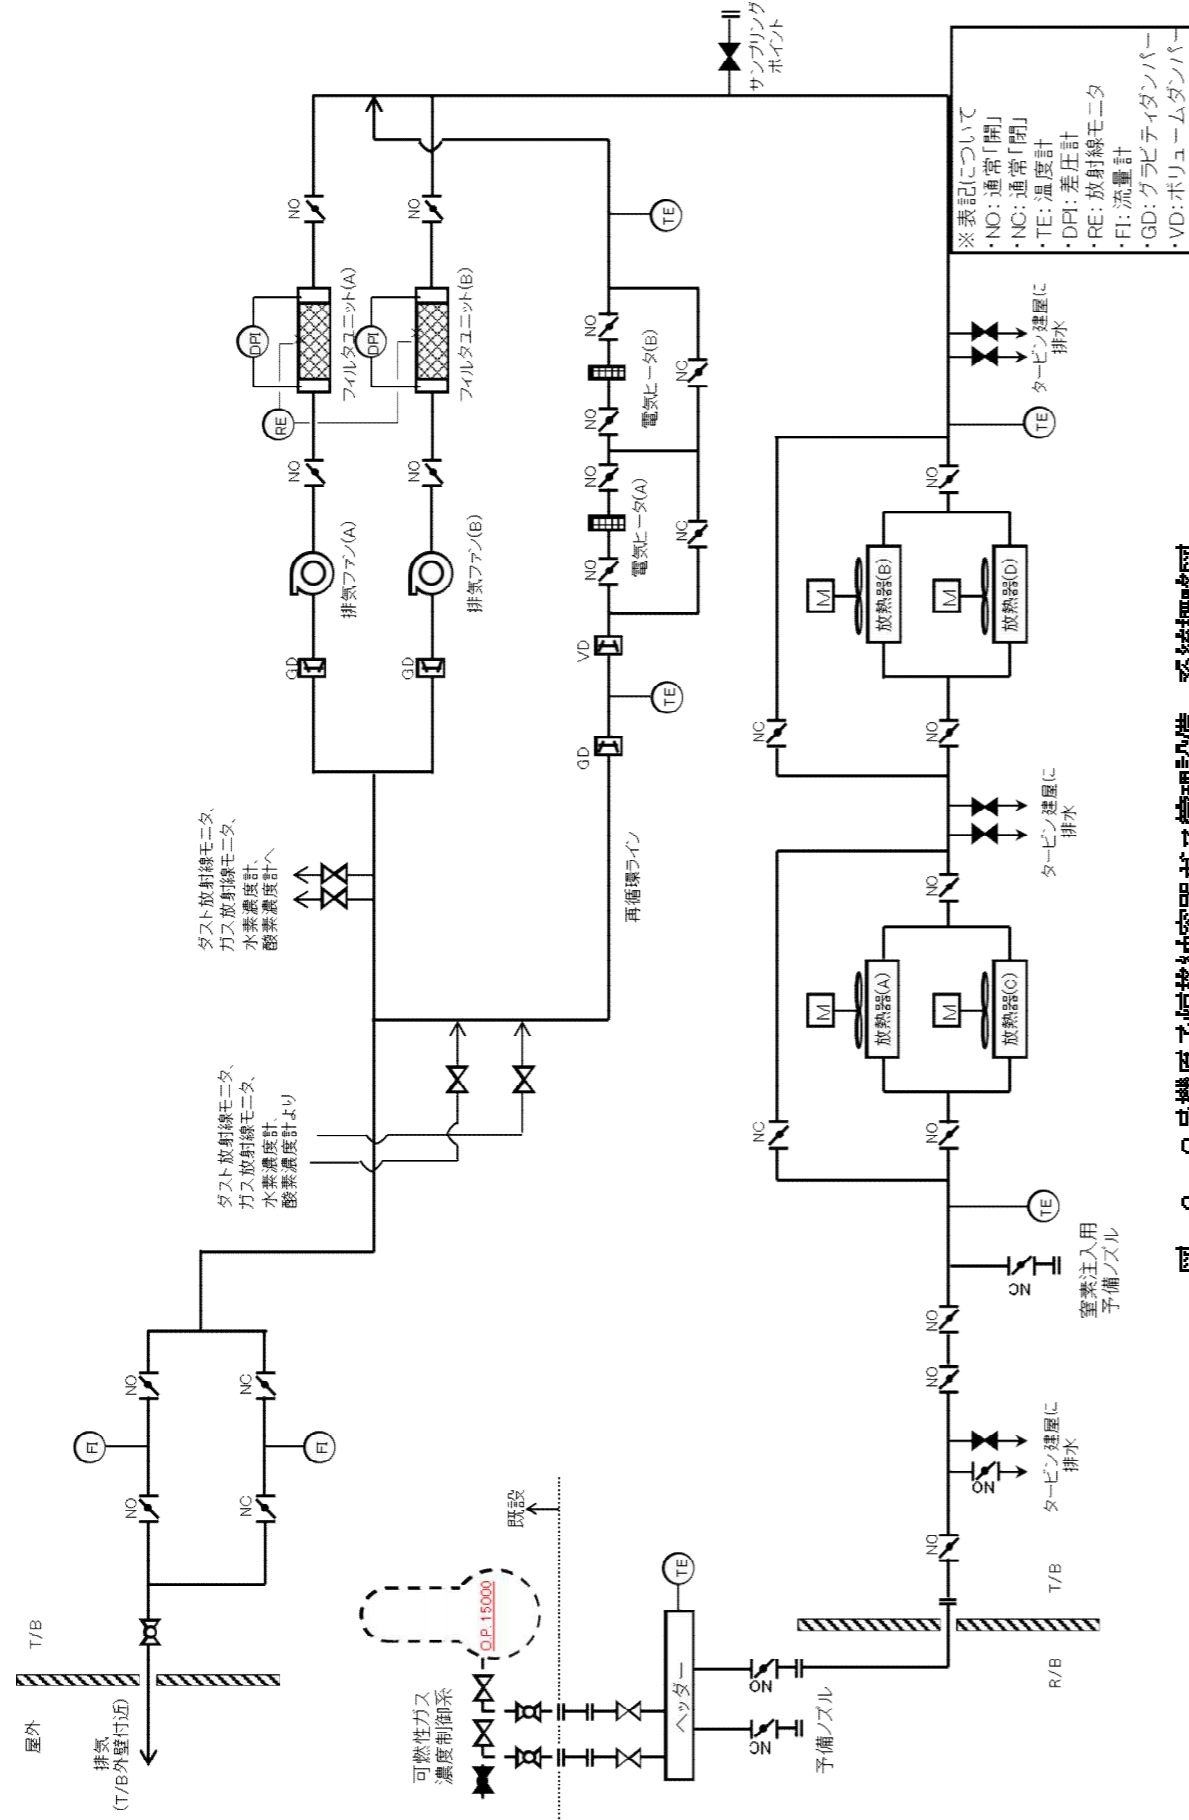 屋外
T/B
排気
(T/B外壁付近)
FI
NO
NO
NC
NC
FI
ダスト放射線モニタ、
ガス放射線モニタ、
水素濃度計、
酸素濃度計より
ダスト放射線モニタ、
ガス放射線モニタ、
水素濃度計、
酸素濃度計へ
GD
排気ファン(A)
NO
RE
DPI
フィルタユニット(A)
NO
GD
排気ファン(B)
NO
DPI
フィルタユニット(B)
NO
可燃性ガス
濃度制御系
O.P.15000
既設
再循環ライン
GD
TE
VD
NO
電気ヒータ(A)
NO
NC
NO
電気ヒータ(B)
NO
NC
TE
サンプリング
ポイント
ヘッダー
TE
予備ノズル
R/B
T/B
NO
タービン建屋に
排水
NO
NO
NC
窒素注入用
予備ノズル
TE
NC
NO
M
放熱器(A)
M
放熱器(C)
NO
タービン建屋に
排水
NC
NO
M
放熱器(B)
M
放熱器(D)
NO
TE
タービン建屋に
排水
※表記について
・NO: 通常「開」
・NC: 通常「閉」
・TE: 温度計
・DPI: 差圧計
・RE: 放射線モニタ
・FI: 流量計
・GD: グラビティダンパー
・VD: ボリュームダンパー